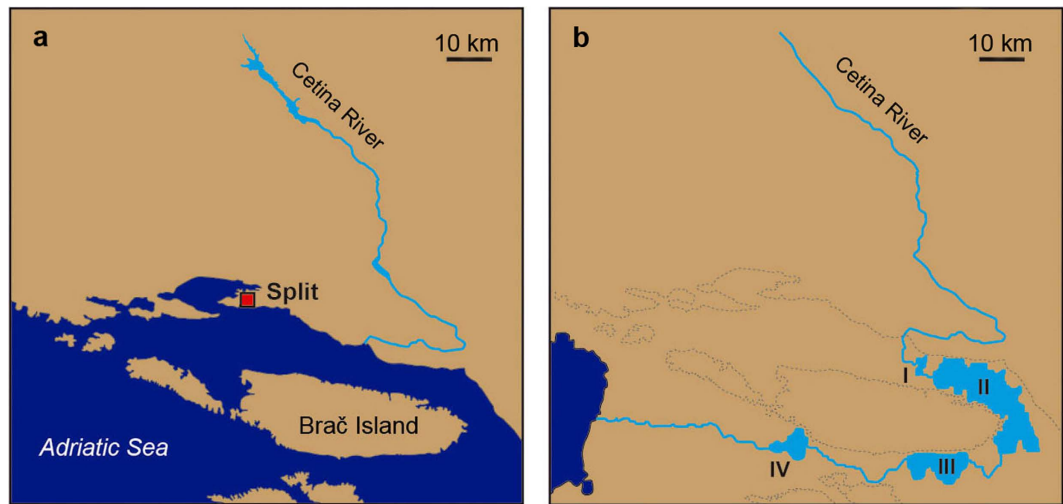 a
10 km
Cetina River
Split
Brač Island
Adriatic Sea
b
10 km
Cetina River
I
II
III
IV